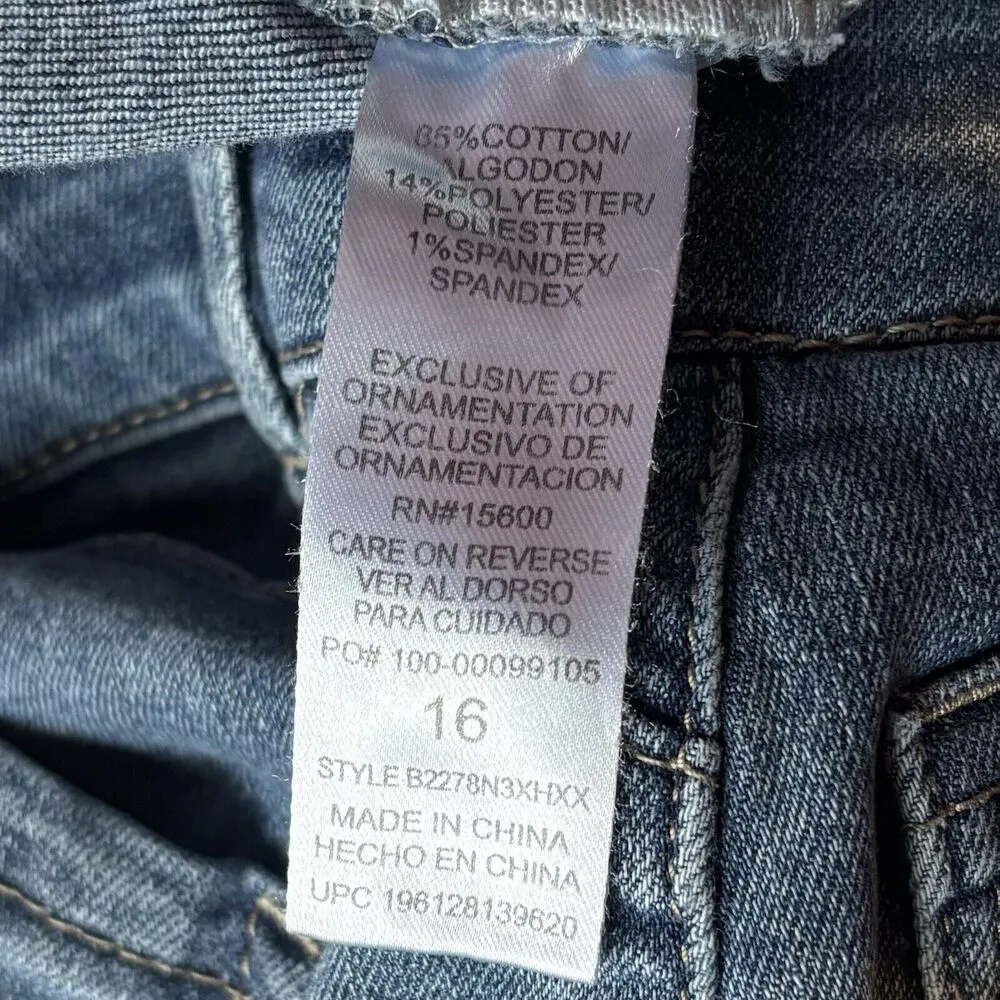 85%COTTON/
ALGODON
14%POLYESTER/
POLIESTER
1%SPANDEX/
SPANDEX
EXCLUSIVE OF
ORNAMENTATION
EXCLUSIVO DE
ORNAMENTACION
RN#15600
CARE ON REVERSE
VER AL DORSO
PARA CUIDADO
PO# 100-00099105
16
STYLE B2278N3XHXX
MADE IN CHINA
HECHO EN CHINA
UPC 196128139620